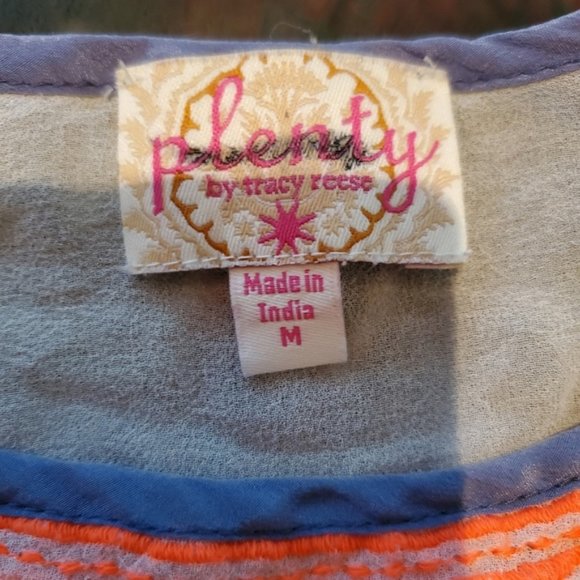 plenty
by tracy reese
Made in
India
M